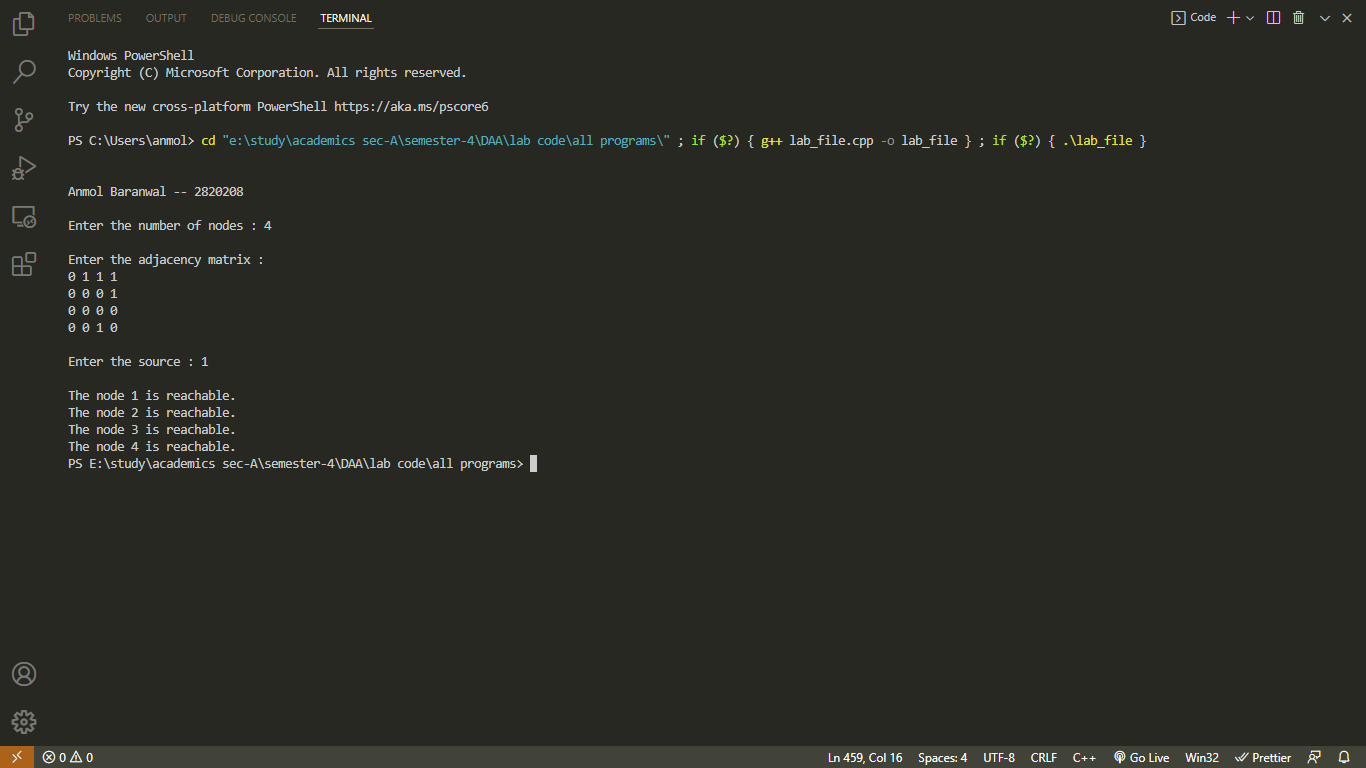 PROBLEMS OUTPUT DEBUG CONSOLE TERMINAL Code
Windows PowerShell
Copyright (C) Microsoft Corporation. All rights reserved.
Try the new cross-platform PowerShell https://aka.ms/pscore6
PS C:\Users\anmol> cd "e:\study\academics sec-A\semester-4\DAA\lab code\all programs\" ; if ($?) { g++ lab_file.cpp -o lab_file } ; if ($?) { .\lab_file }
Anmol Baranwal -- 2820208
Enter the number of nodes : 4
Enter the adjacency matrix :
0 1 1 1
0 0 0 1
0 0 0 0
0 0 1 0
Enter the source : 1
The node 1 is reachable.
The node 2 is reachable.
The node 3 is reachable.
The node 4 is reachable.
PS E:\study\academics sec-A\semester-4\DAA\lab code\all programs>
0 0 Ln 459, Col 16 Spaces: 4 UTF-8 CRLF C++ Go Live Win32 Prettier